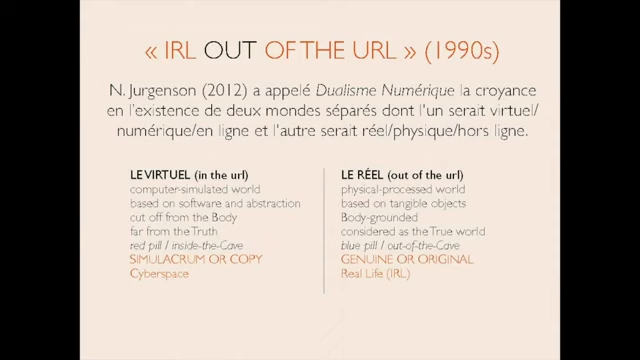 « IRL OUT OF THE URL » (1990s)
N. Jurgenson (2012) a appelé Dualisme Numérique la croyance
en l'existence de deux mondes séparés dont l'un serait virtuel/
numérique/en ligne et l'autre serait réel/physique/hors ligne.
LE VIRTUEL (in the url)
computer-simulated world
based on software and abstraction
cut off from the Body
far from the Truth
red pill / inside-the-Cave
SIMULACRUM OR COPY
Cyberspace
LE RÉEL (out of the url)
physical-processed world
based on tangible objects
Body-grounded
considered as the True world
blue pill / out-of-the-Cave
GENUINE OR ORIGINAL
Real Life (IRL)